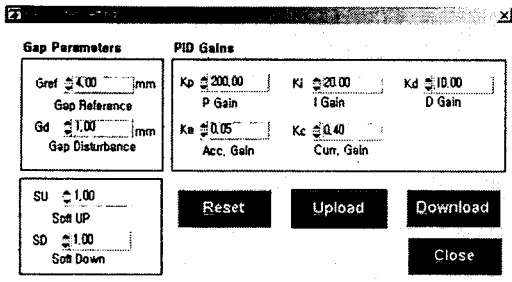 Gap Parameters
PID Gains
Gref 4.00 mm
Gap Reference
Gd 1.00 mm
Gap Disturbance
Kp 200.00
P Gain
Ki 20.00
I Gain
Kd 10.00
D Gain
Ka 0.05
Acc. Gain
Kc 0.40
Curr. Gain
SU 1.00
Soft UP
SD 1.00
Soft Down
Reset
Upload
Download
Close